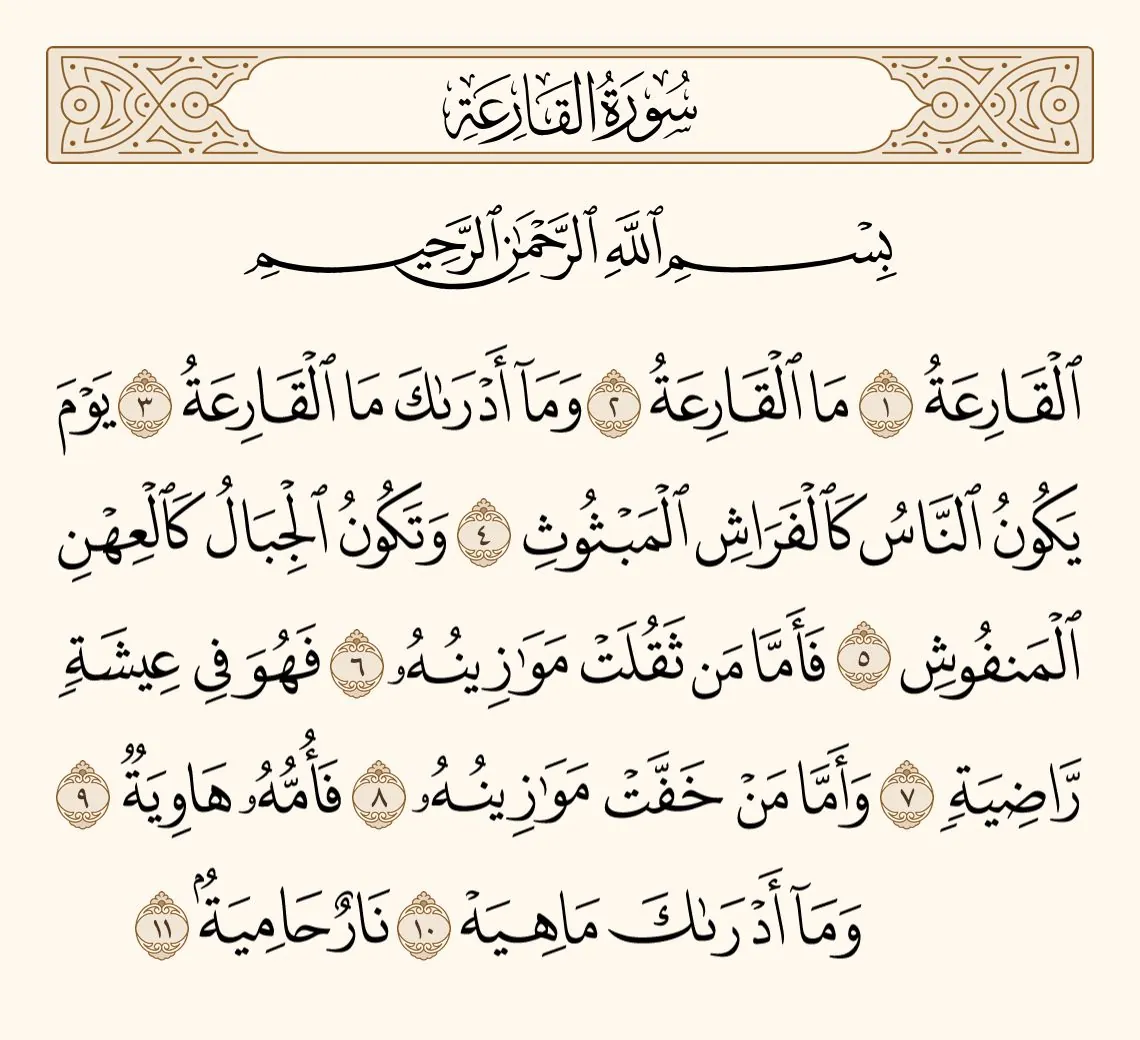 سُورَةُ القَارِعَةِ
بِسْمِ ٱللَّهِ ٱلرَّحْمَٰنِ ٱلرَّحِيمِ
ٱلْقَارِعَةُ ١ مَا ٱلْقَارِعَةُ ٢ وَمَآ أَدْرَىٰكَ مَا ٱلْقَارِعَةُ ٣ يَوْمَ
يَكُونُ ٱلنَّاسُ كَٱلْفَرَاشِ ٱلْمَبْثُوثِ ٤ وَتَكُونُ ٱلْجِبَالُ كَٱلْعِهْنِ
ٱلْمَنفُوشِ ٥ فَأَمَّا مَن ثَقُلَتْ مَوَٰزِينُهُۥ ٦ فَهُوَ فِي عِيشَةٍ
رَّاضِيَةٍ ٧ وَأَمَّا مَنْ خَفَّتْ مَوَٰزِينُهُۥ ٨ فَأُمُّهُۥ هَاوِيَةٌ ٩
وَمَآ أَدْرَىٰكَ مَا هِيَهْ ١٠ نَارٌ حَامِيَةٌۢ ١١